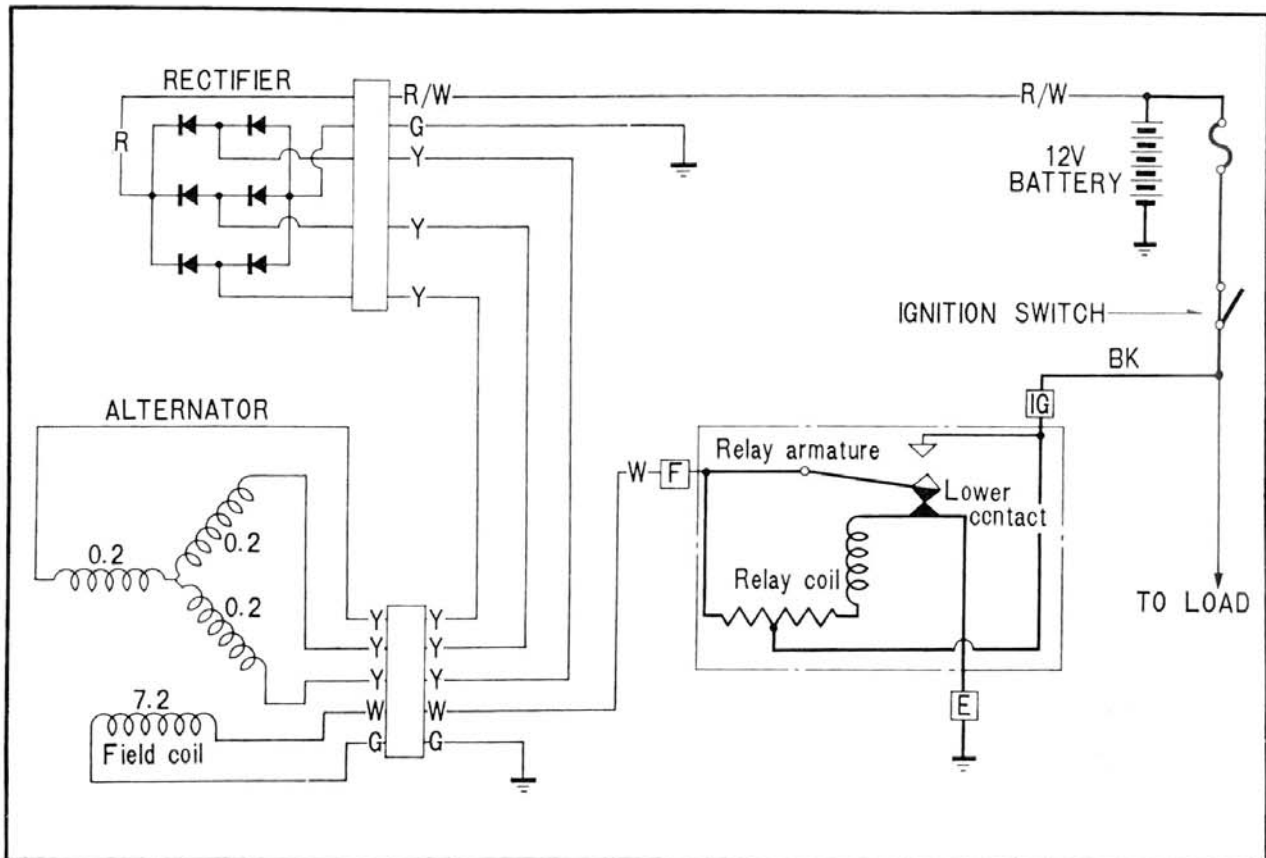 RECTIFIER
R/W
R/W
G
R
Y
12V
BATTERY
Y
Y
IGNITION SWITCH
BK
ALTERNATOR
IG
Relay armature
W
F
Lower
ccntact
0.2
0.2
Relay coil
0.2
TO LOAD
Y
Y
Y
Y
Y
Y
7.2
W
W
E
Field coil
G
G